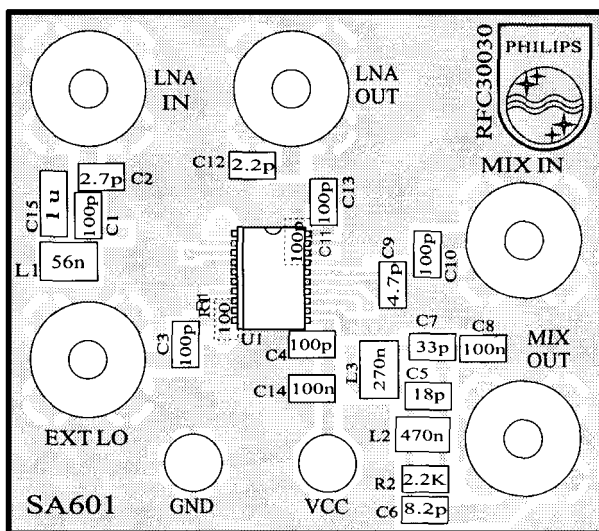 LNA
IN
LNA
OUT
RFC30030
PHILIPS
MIX IN
C12
2.2p
2.7p
C2
C15
1 u
100p
C1
100p
C13
100p
C11
L1
56n
C9
4.7p
100p
C10
R1
100
U1
C3
100p
C4
100p
C7
33p
C8
100n
MIX
OUT
L3
270n
C5
18p
C14
100n
EXT LO
L2
470n
R2
2.2K
C6
8.2p
SA601
GND
VCC